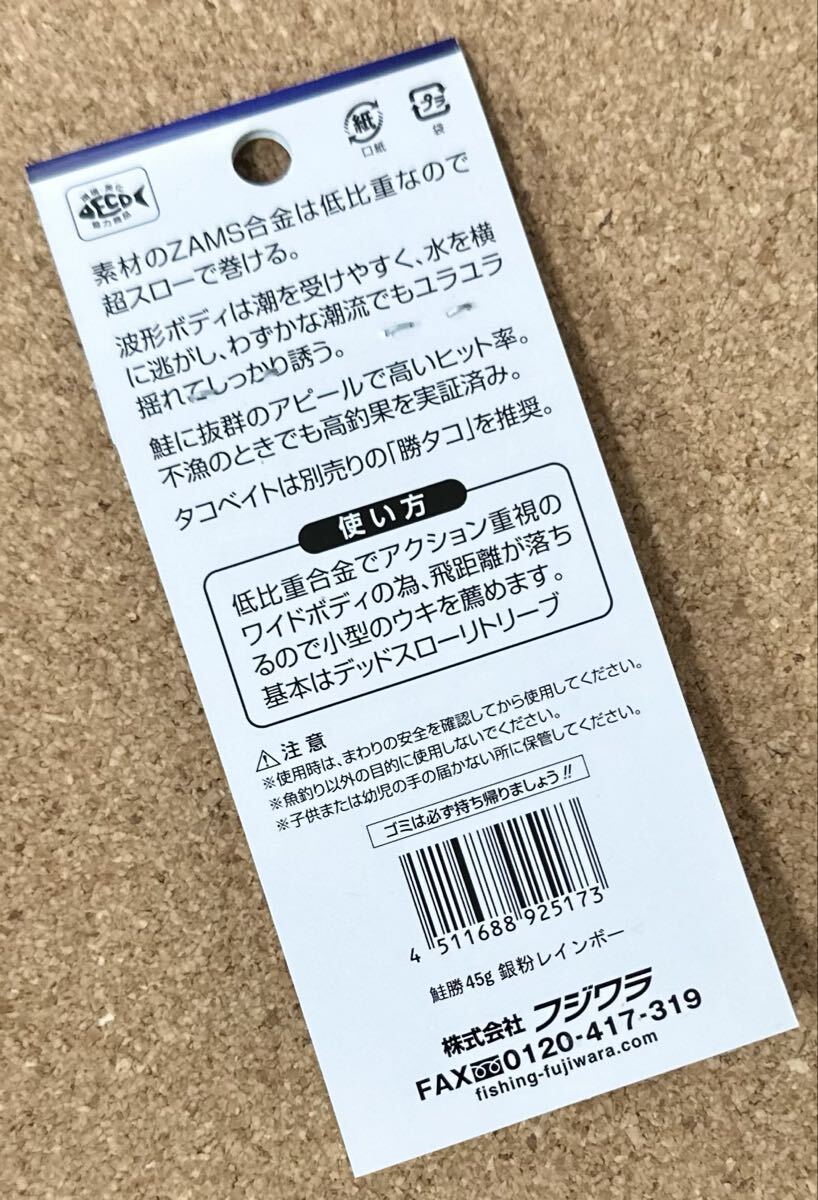 紙
口紙
プラ
袋
環境・美化
ECO
協力商品
素材のZAMS合金は低比重なので
超スローで巻ける。
波形ボディは潮を受けやすく、水を横
に逃がし、わずかな潮流でもユラユラ
揺れてしっかり誘う。
鮭に抜群のアピールで高いヒット率。
不漁のときでも高釣果を実証済み。
タコベイトは別売りの「勝タコ」を推奨。
使い方
低比重合金でアクション重視の
ワイドボディの為、飛距離が落ち
るので小型のウキを薦めます。
基本はデッドスローリトリーブ
注意
※使用時は、まわりの安全を確認してから使用してください。
※魚釣り以外の目的に使用しないでください。
※子供または幼児の手の届かない所に保管してください。
ゴミは必ず持ち帰りましょう!!
4 511688 925173
鮭勝45g 銀粉レインボー
株式会社 フジワラ
FAX 0120-417-319
fishing-fujiwara.com